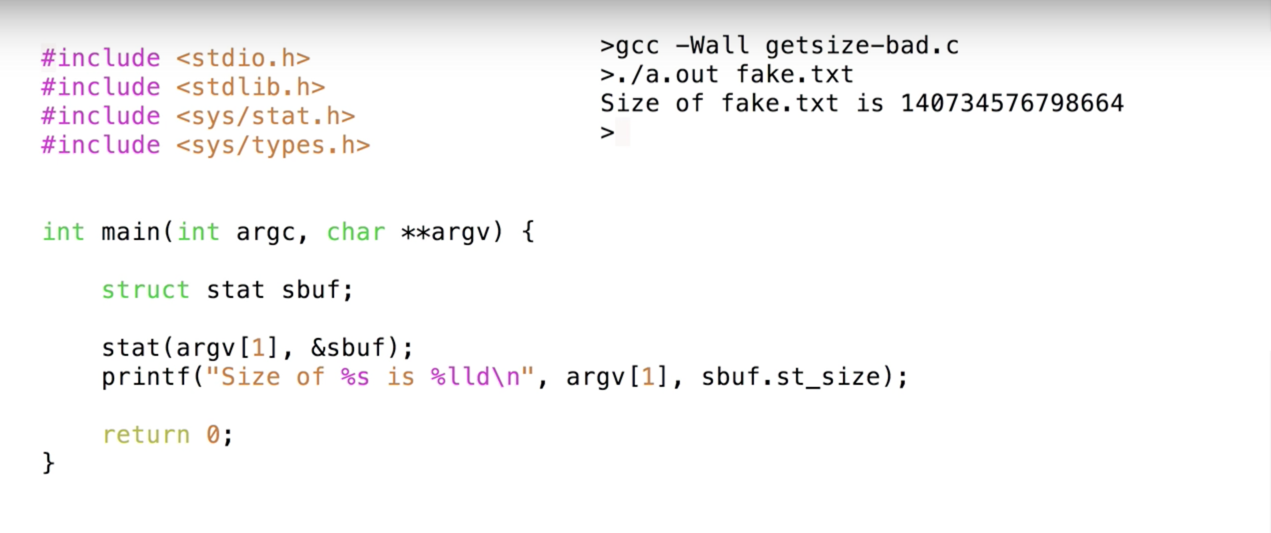 #include <stdio.h>
#include <stdlib.h>
#include <sys/stat.h>
#include <sys/types.h>
int main(int argc, char **argv) {
struct stat sbuf;
stat(argv[1], &sbuf);
printf("Size of %s is %lld\n", argv[1], sbuf.st_size);
return 0;
}
>gcc -Wall getsize-bad.c
>./a.out fake.txt
Size of fake.txt is 140734576798664
>